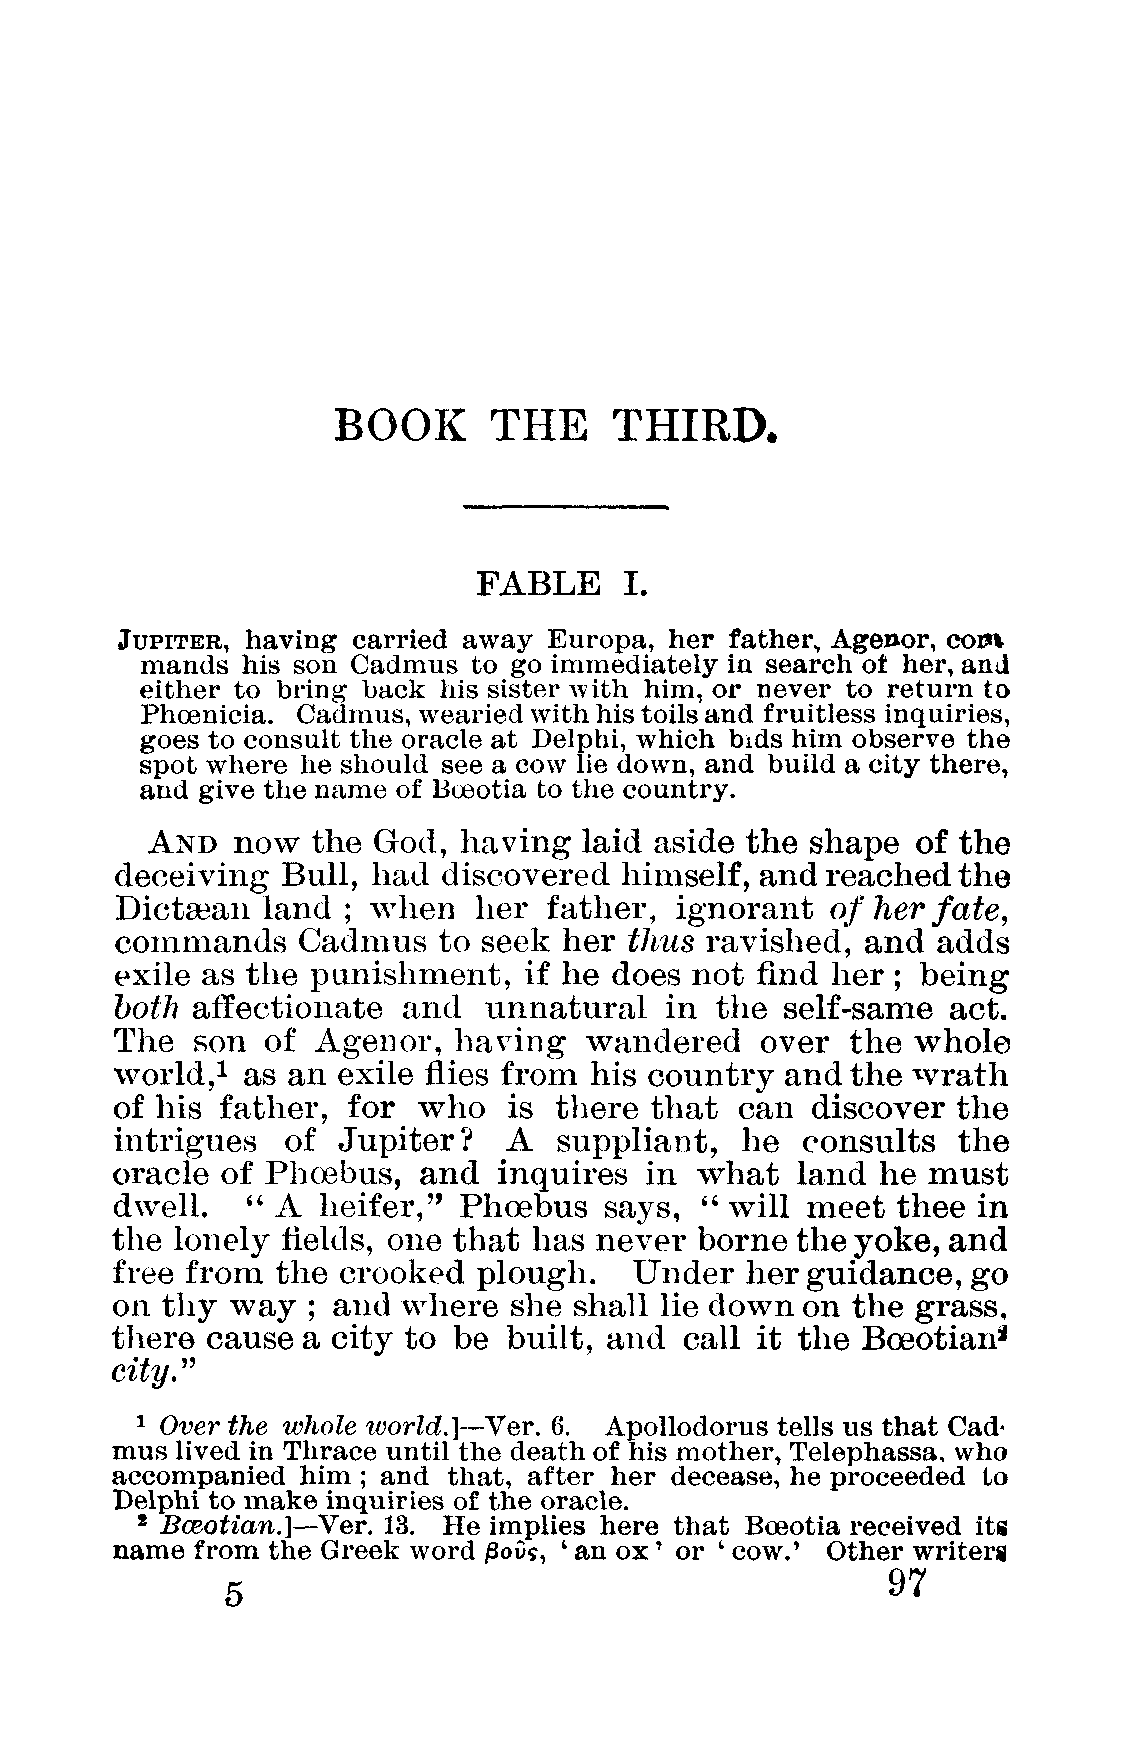 BOOK THE THIRD.
FABLE I.
JUPITER, having carried away Europa, her father, Agenor, com
mands his son Cadmus to go immediately in search of her, and
either to bring back his sister with him, or never to return to
Phœnicia. Cadmus, wearied with his toils and fruitless inquiries,
goes to consult the oracle at Delphi, which bids him observe the
spot where he should see a cow lie down, and build a city there,
and give the name of Bœotia to the country.
AND now the God, having laid aside the shape of the
deceiving Bull, had discovered himself, and reached the
Dictæan land ; when her father, ignorant of her fate,
commands Cadmus to seek her thus ravished, and adds
exile as the punishment, if he does not find her ; being
both affectionate and unnatural in the self-same act.
The son of Agenor, having wandered over the whole
world,¹ as an exile flies from his country and the wrath
of his father, for who is there that can discover the
intrigues of Jupiter? A suppliant, he consults the
oracle of Phœbus, and inquires in what land he must
dwell. “ A heifer,” Phœbus says, “ will meet thee in
the lonely fields, one that has never borne the yoke, and
free from the crooked plough. Under her guidance, go
on thy way ; and where she shall lie down on the grass,
there cause a city to be built, and call it the Bœotian²
city.”
¹ Over the whole world.]—Ver. 6. Apollodorus tells us that Cad-
mus lived in Thrace until the death of his mother, Telephassa, who
accompanied him ; and that, after her decease, he proceeded to
Delphi to make inquiries of the oracle.
² Bœotian.]—Ver. 13. He implies here that Bœotia received its
name from the Greek word βοῦς, ‘ an ox ’ or ‘ cow.’ Other writers
5 97